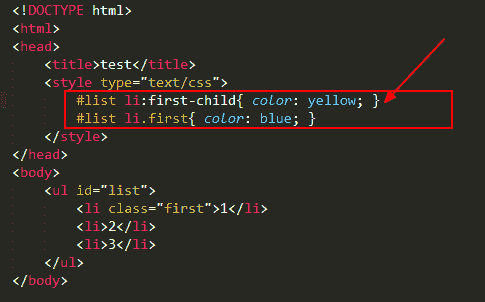 <!DOCTYPE html>
<html>
<head>
<title>test</title>
<style type="text/css">
#list li:first-child{ color: yellow; }
#list li.first{ color: blue; }
</style>
</head>
<body>
<ul id="list">
<li class="first">1</li>
<li>2</li>
<li>3</li>
</ul>
</body>